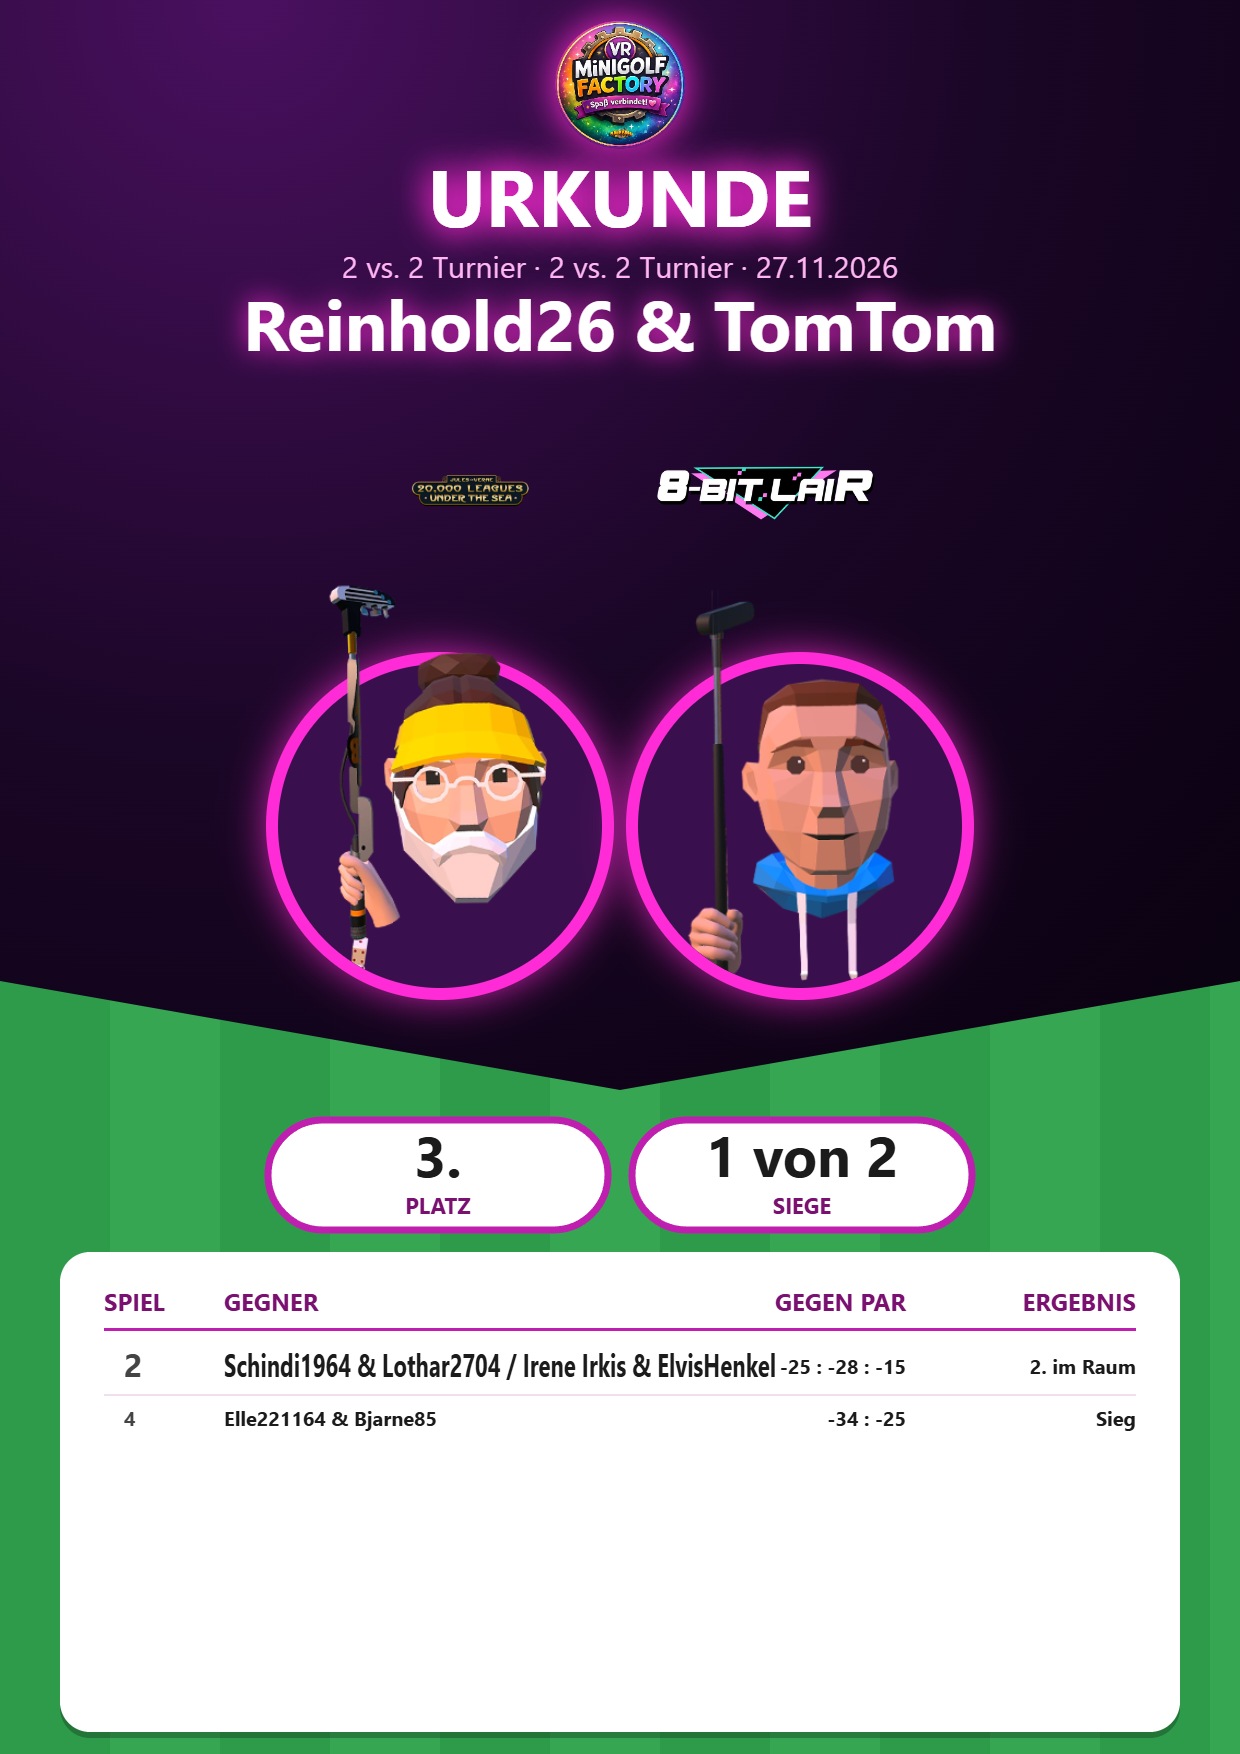 VR
MINIGOLF
FACTORY
Spaß verbindet!
URKUNDE
2 vs. 2 Turnier · 2 vs. 2 Turnier · 27.11.2026
Reinhold26 & TomTom
JULES VERNE
20,000 LEAGUES
UNDER THE SEA
8-BIT LAIR
3.
PLATZ
1 von 2
SIEGE
SPIEL GEGNER GEGEN PAR ERGEBNIS
2 Schindi1964 & Lothar2704 / Irene Irkis & ElvisHenkel -25 : -28 : -15 2. im Raum
4 Elle221164 & Bjarne85 -34 : -25 Sieg